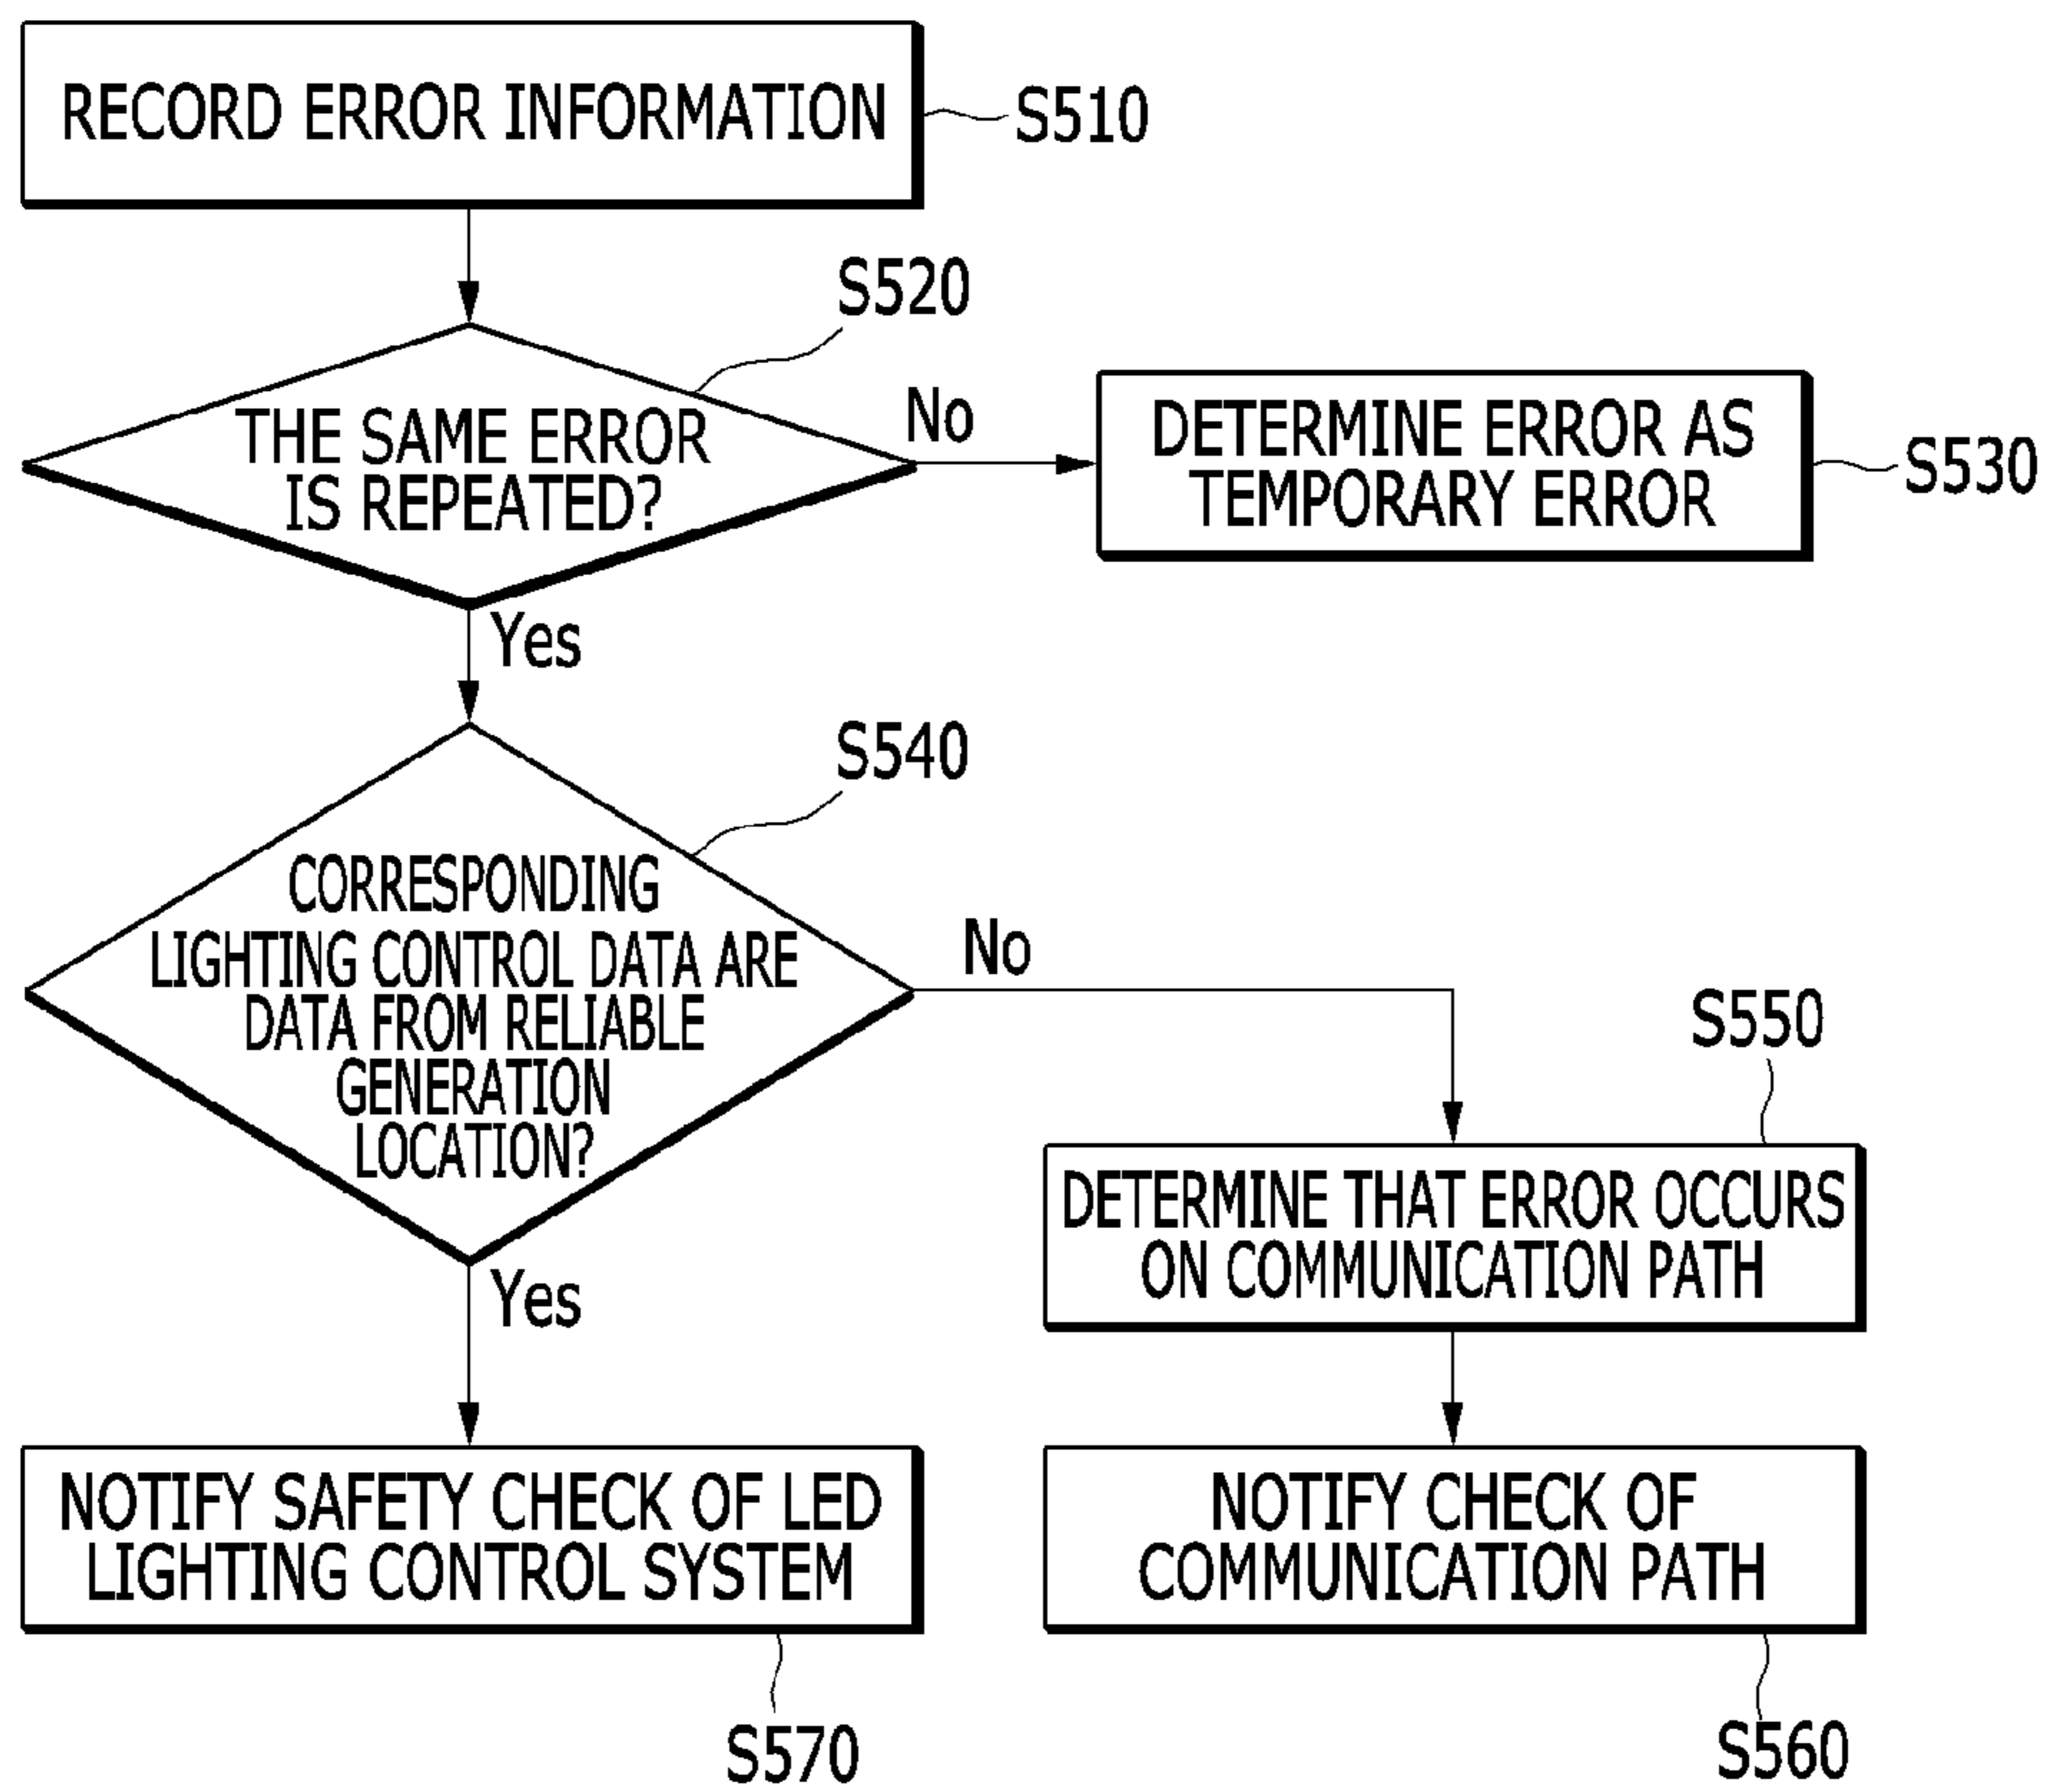 RECORD ERROR INFORMATION
S510
S520
THE SAME ERROR
IS REPEATED?
No
DETERMINE ERROR AS
TEMPORARY ERROR
S530
Yes
S540
CORRESPONDING
LIGHTING CONTROL DATA ARE
DATA FROM RELIABLE
GENERATION
LOCATION?
No
S550
DETERMINE THAT ERROR OCCURS
ON COMMUNICATION PATH
Yes
NOTIFY SAFETY CHECK OF LED
LIGHTING CONTROL SYSTEM
S570
NOTIFY CHECK OF
COMMUNICATION PATH
S560